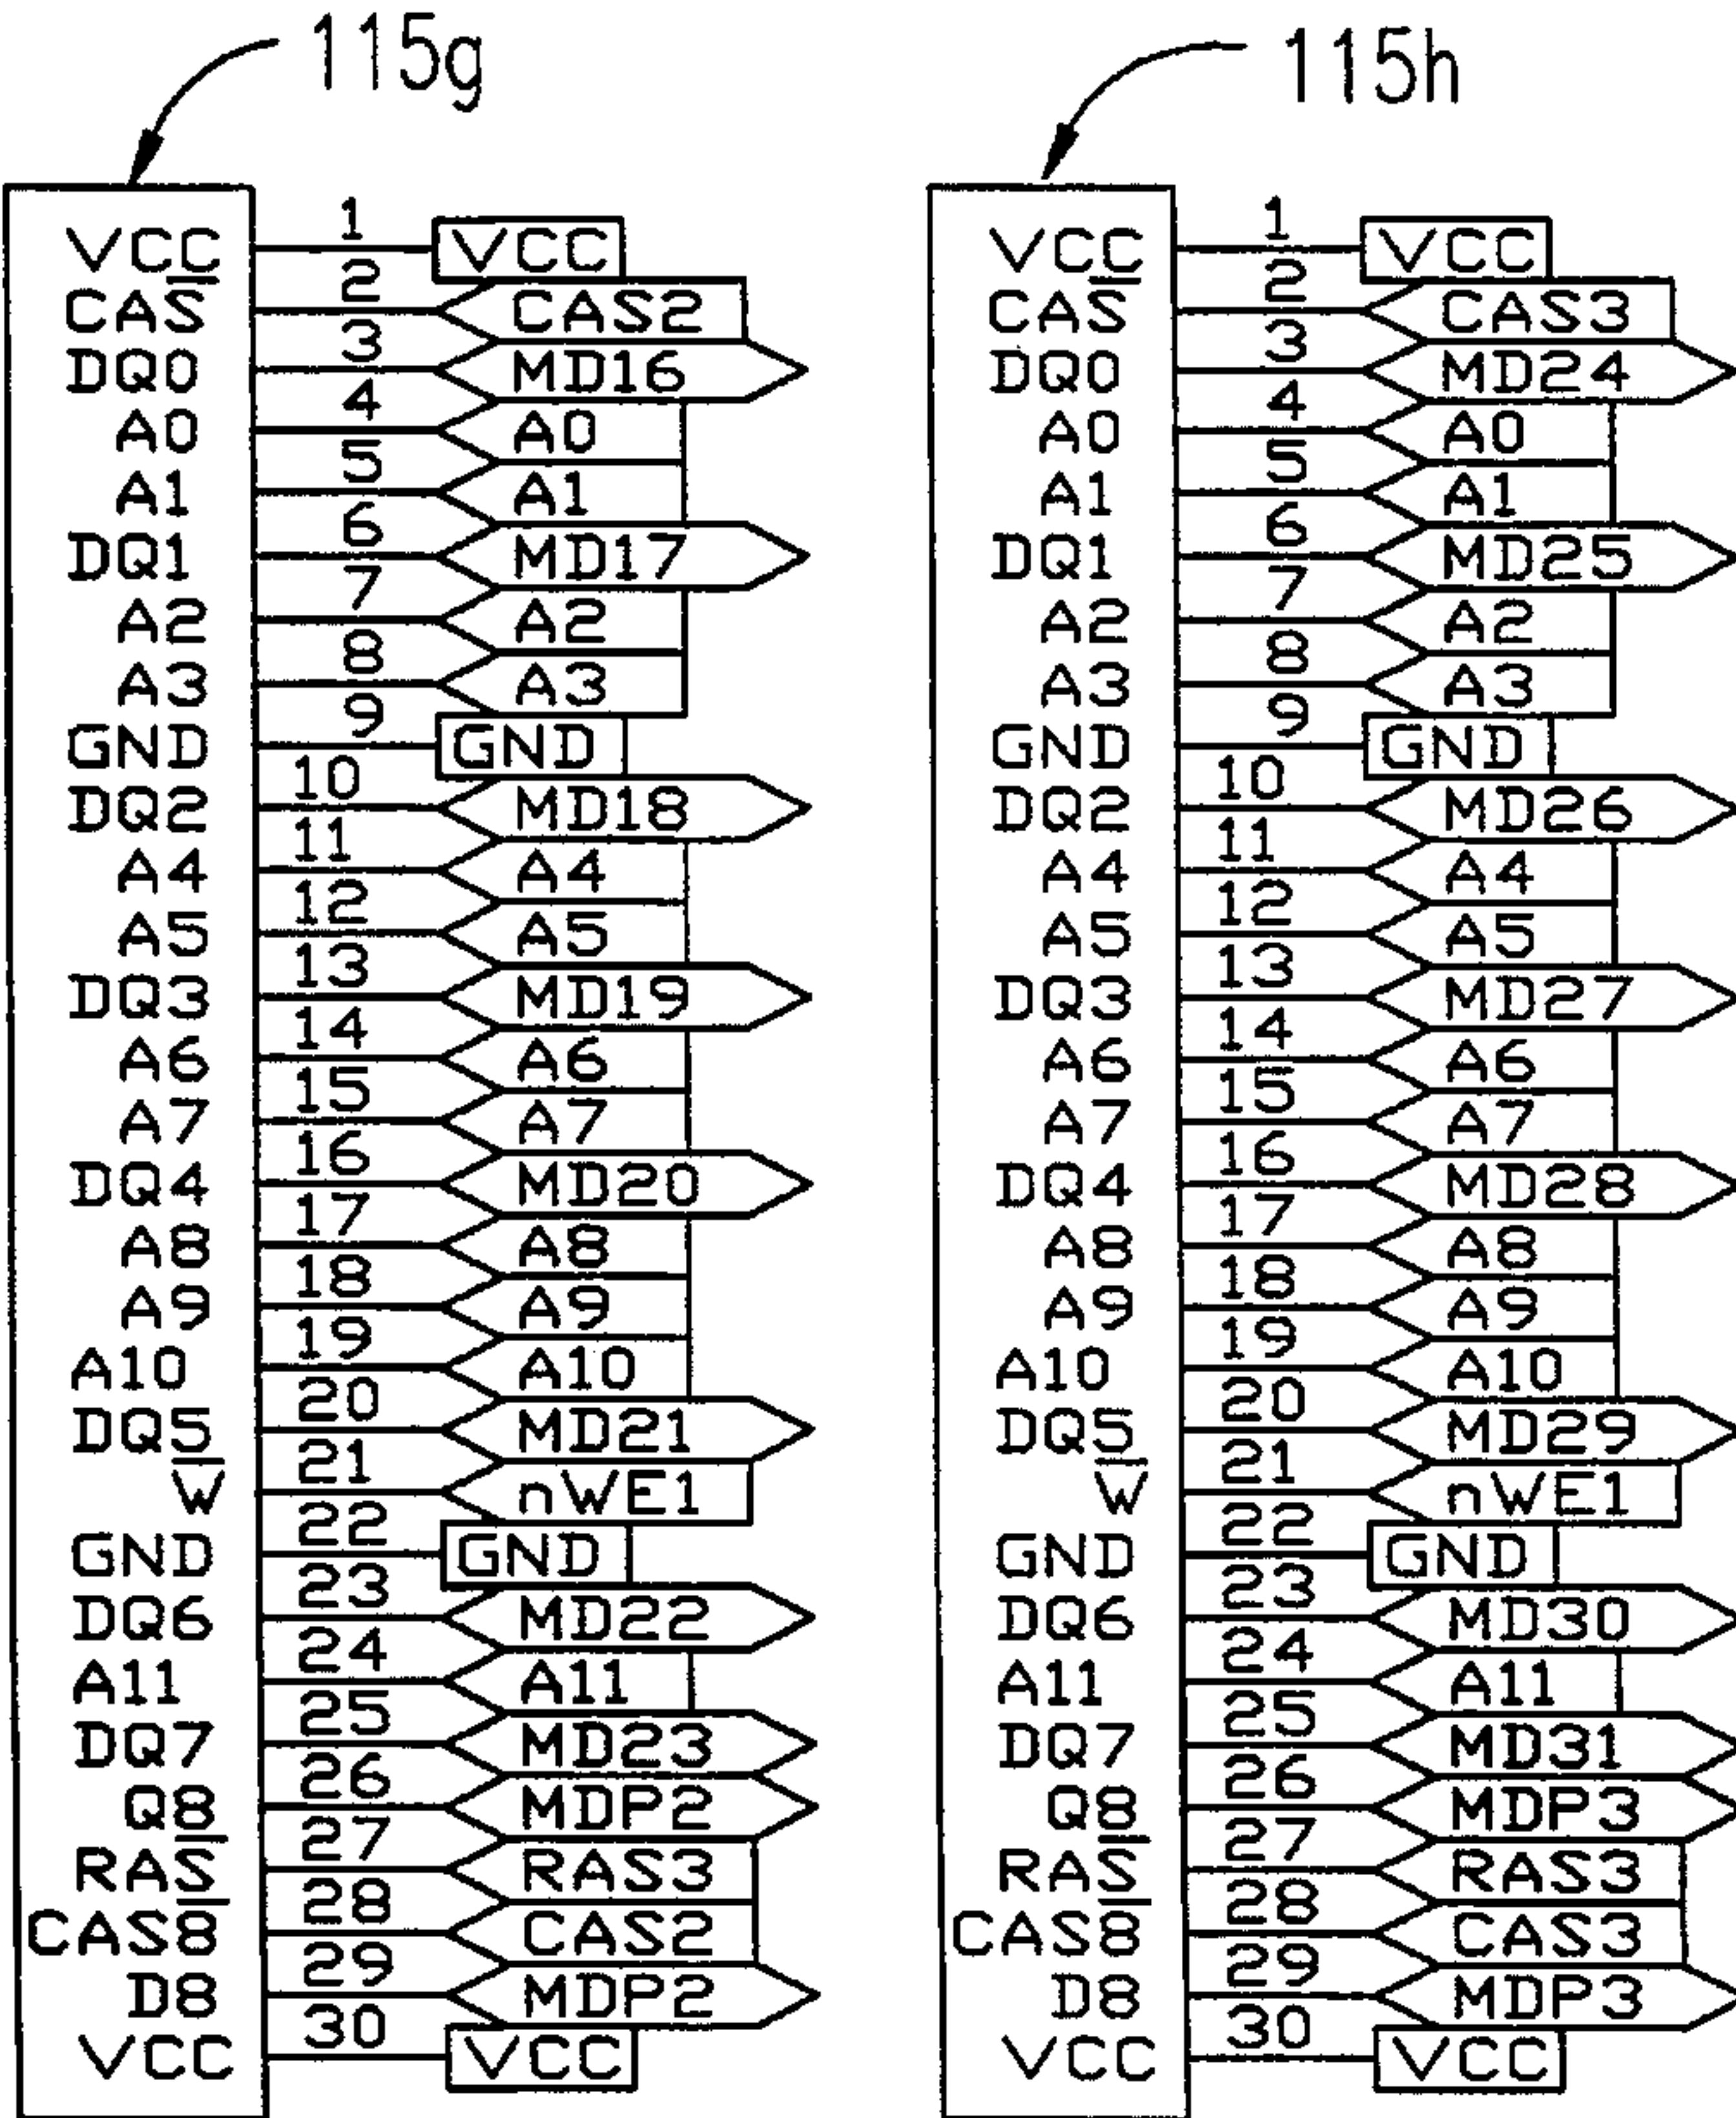 115g
VCC 1 VCC
CAS̅ 2 CAS2
DQ0 3 MD16
A0 4 A0
A1 5 A1
DQ1 6 MD17
A2 7 A2
A3 8 A3
GND 9 GND
DQ2 10 MD18
A4 11 A4
A5 12 A5
DQ3 13 MD19
A6 14 A6
A7 15 A7
DQ4 16 MD20
A8 17 A8
A9 18 A9
A10 19 A10
DQ5 20 MD21
W̅ 21 nWE1
GND 22 GND
DQ6 23 MD22
A11 24 A11
DQ7 25 MD23
Q8 26 MDP2
RAS̅ 27 RAS3
CAS8̅ 28 CAS2
D8 29 MDP2
VCC 30 VCC
115h
VCC 1 VCC
CAS̅ 2 CAS3
DQ0 3 MD24
A0 4 A0
A1 5 A1
DQ1 6 MD25
A2 7 A2
A3 8 A3
GND 9 GND
DQ2 10 MD26
A4 11 A4
A5 12 A5
DQ3 13 MD27
A6 14 A6
A7 15 A7
DQ4 16 MD28
A8 17 A8
A9 18 A9
A10 19 A10
DQ5 20 MD29
W̅ 21 nWE1
GND 22 GND
DQ6 23 MD30
A11 24 A11
DQ7 25 MD31
Q8 26 MDP3
RAS̅ 27 RAS3
CAS8̅ 28 CAS3
D8 29 MDP3
VCC 30 VCC